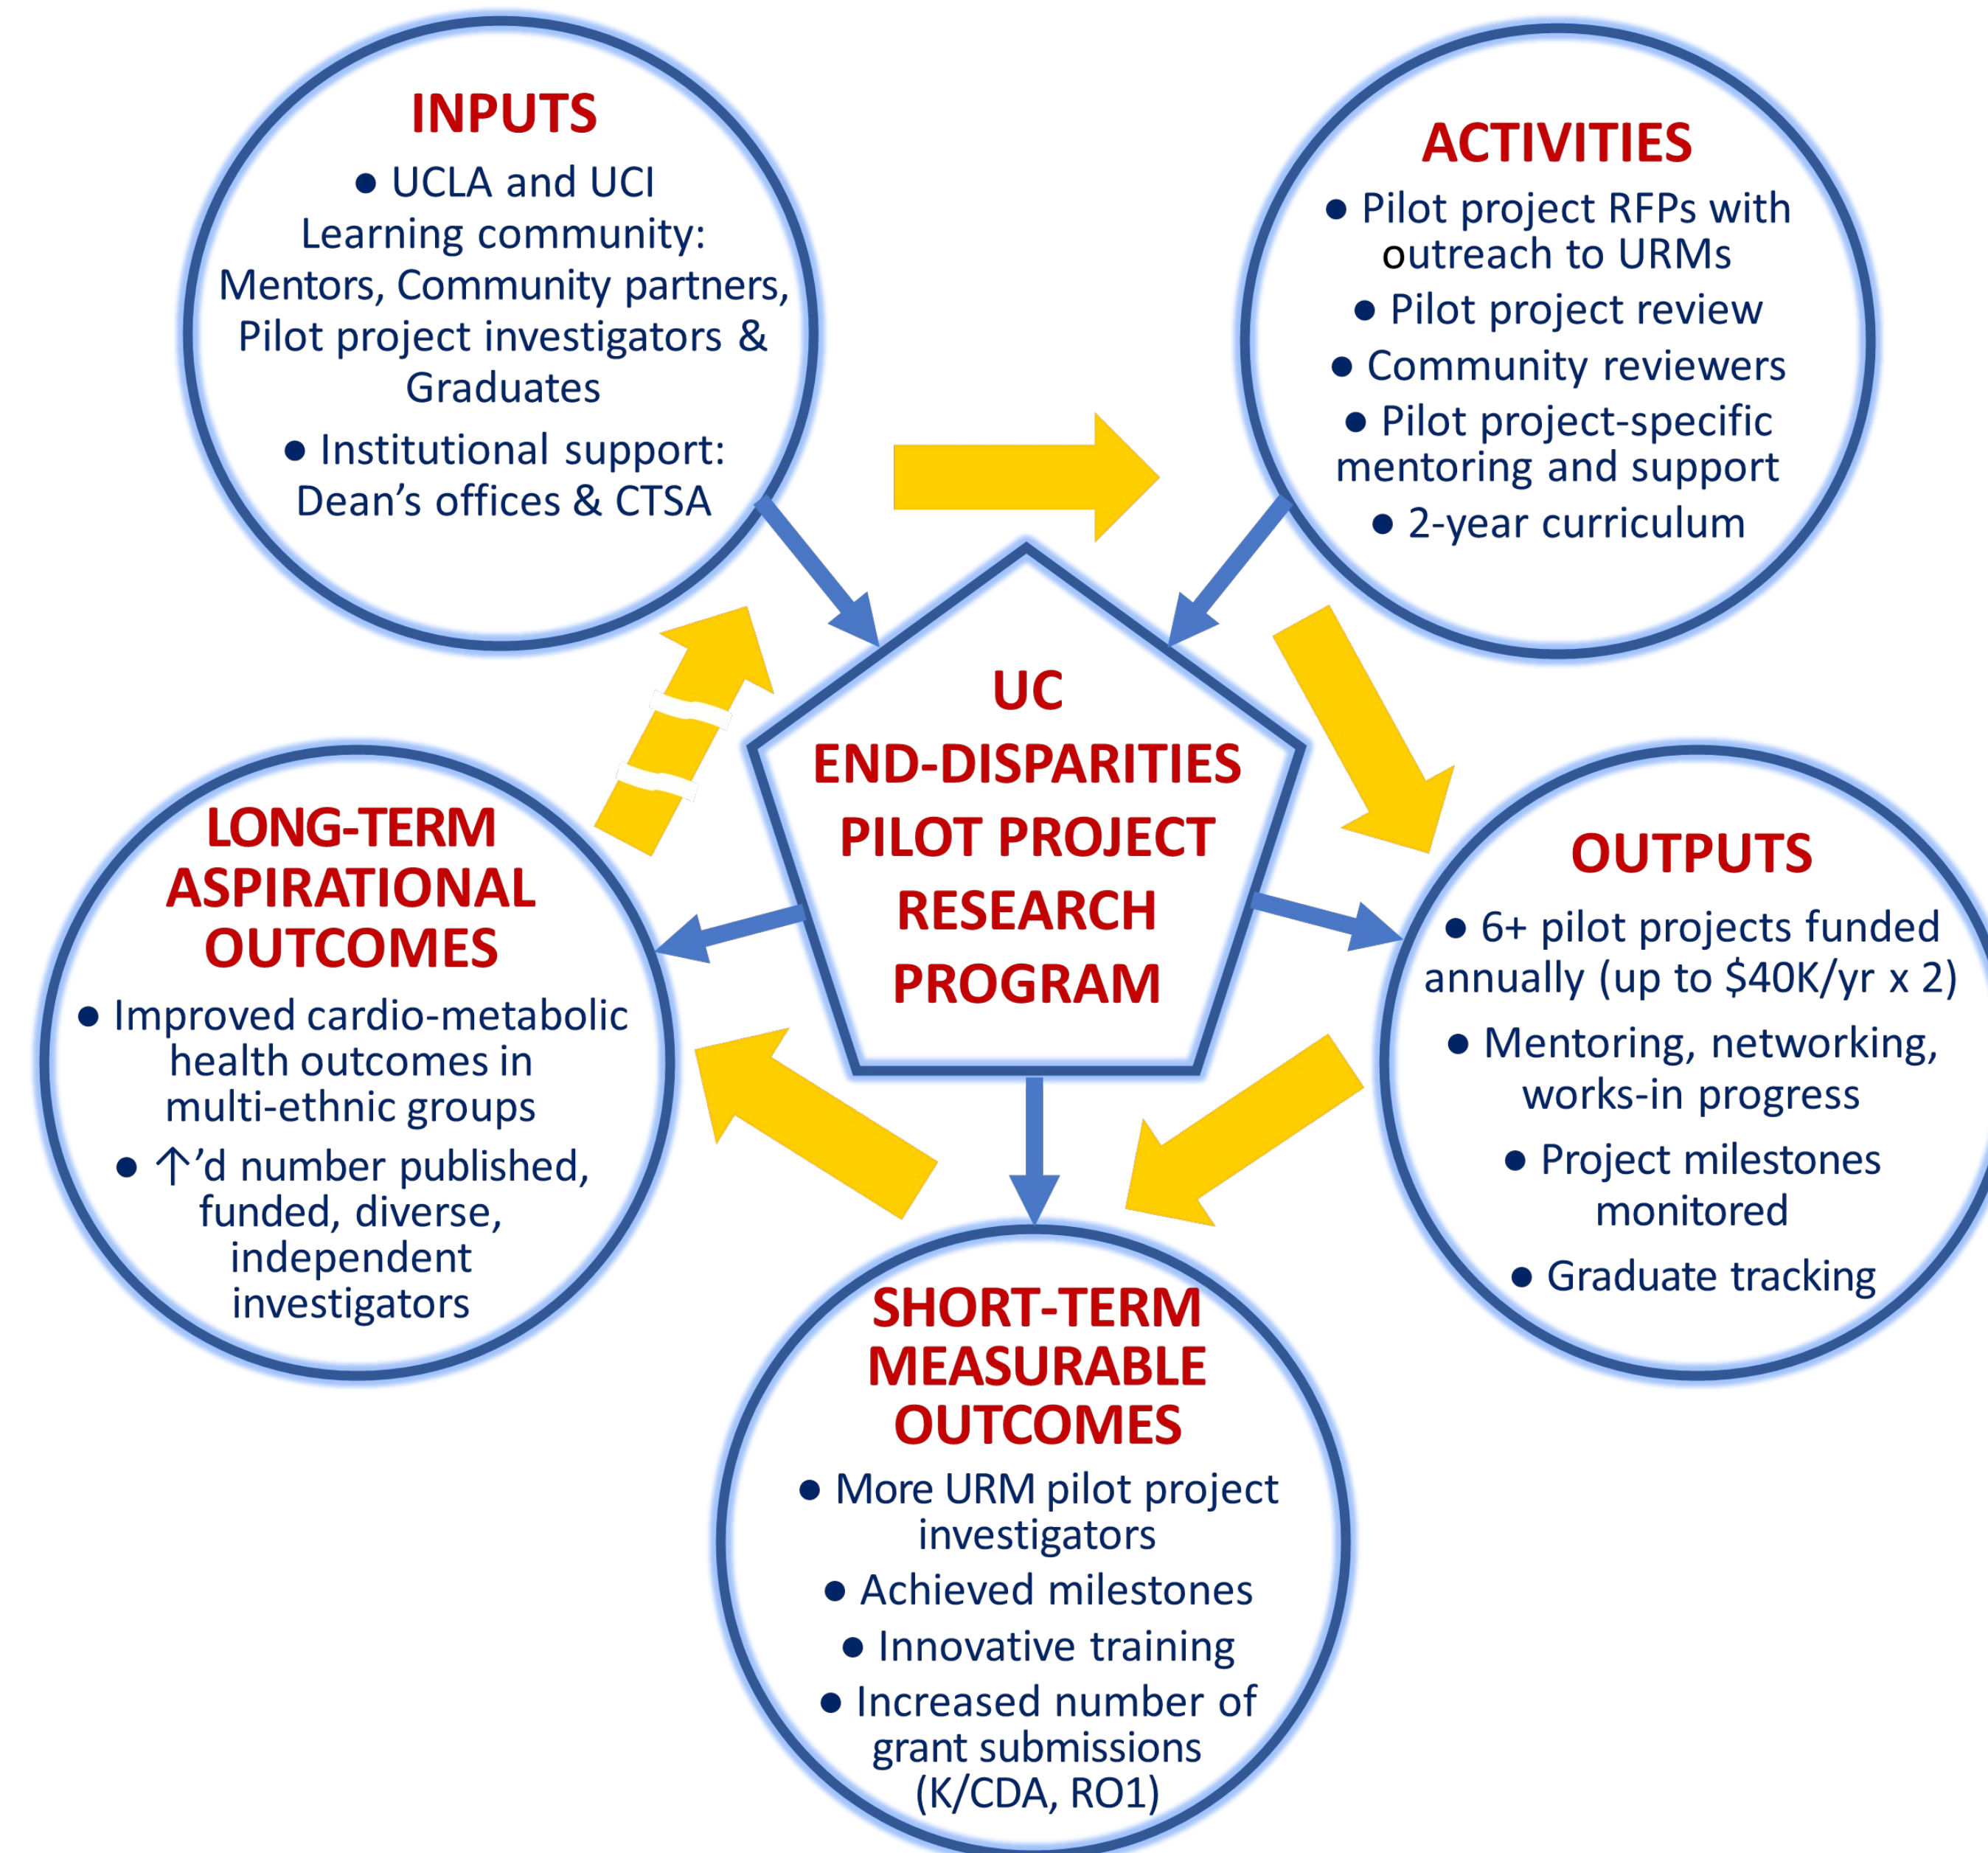 INPUTS
● UCLA and UCI
Learning community:
Mentors, Community partners,
Pilot project investigators &
Graduates
● Institutional support:
Dean’s offices & CTSA
ACTIVITIES
● Pilot project RFPs with
outreach to URMs
● Pilot project review
● Community reviewers
● Pilot project-specific
mentoring and support
● 2-year curriculum
UC
END-DISPARITIES
PILOT PROJECT
RESEARCH
PROGRAM
OUTPUTS
● 6+ pilot projects funded
annually (up to $40K/yr x 2)
● Mentoring, networking,
works-in progress
● Project milestones
monitored
● Graduate tracking
SHORT-TERM
MEASURABLE
OUTCOMES
● More URM pilot project
investigators
● Achieved milestones
● Innovative training
● Increased number of
grant submissions
(K/CDA, RO1)
LONG-TERM
ASPIRATIONAL
OUTCOMES
● Improved cardio-metabolic
health outcomes in
multi-ethnic groups
● ↑’d number published,
funded, diverse,
independent
investigators